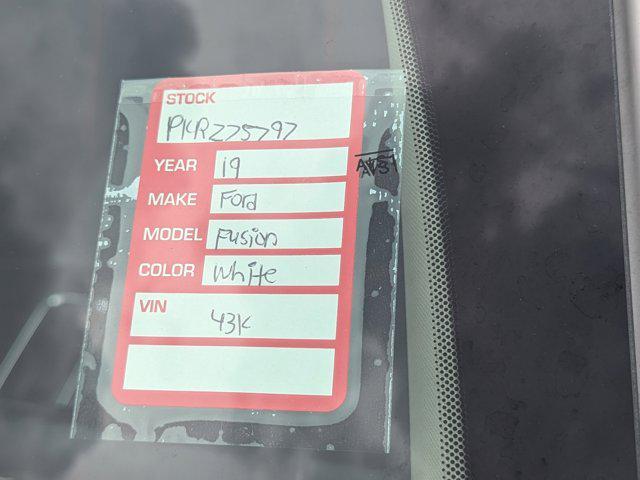 STOCK
PKR275797
YEAR 19
MAKE Ford
MODEL Fusion
COLOR White
VIN
43K